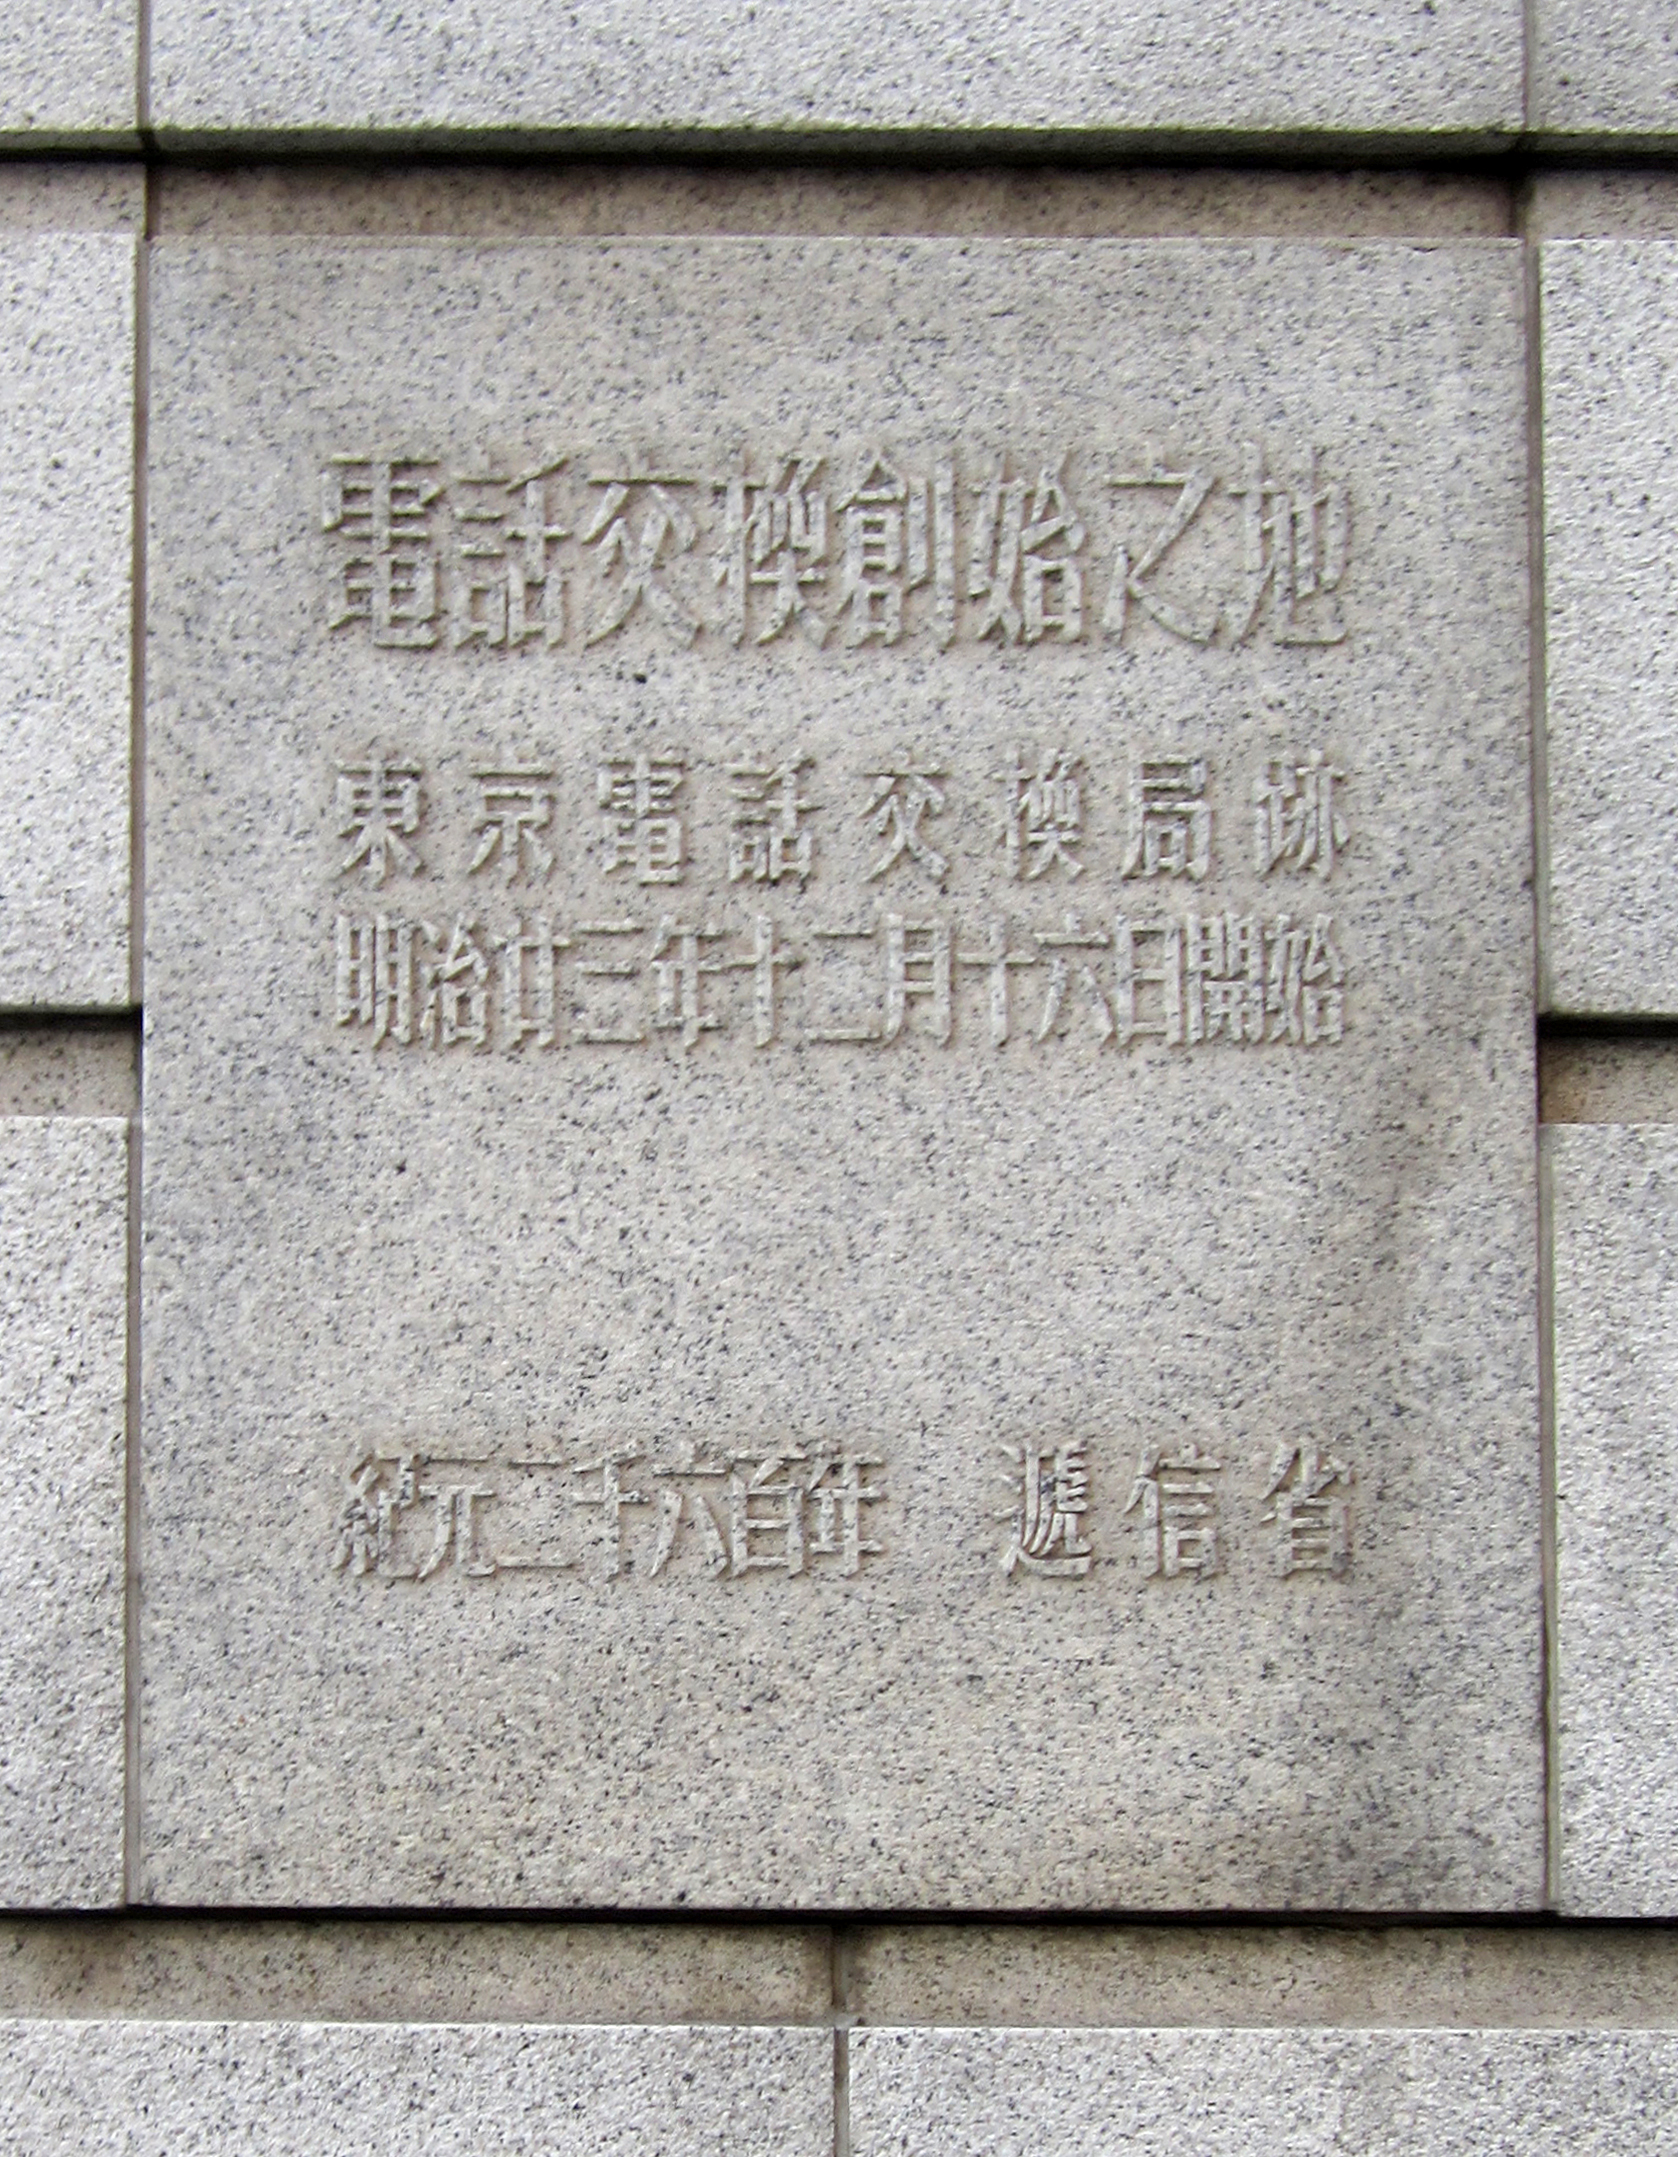 電話交換創始之地
東京電話交換局跡
明治廿三年十二月十六日開始
紀元二千六百年 遞信省